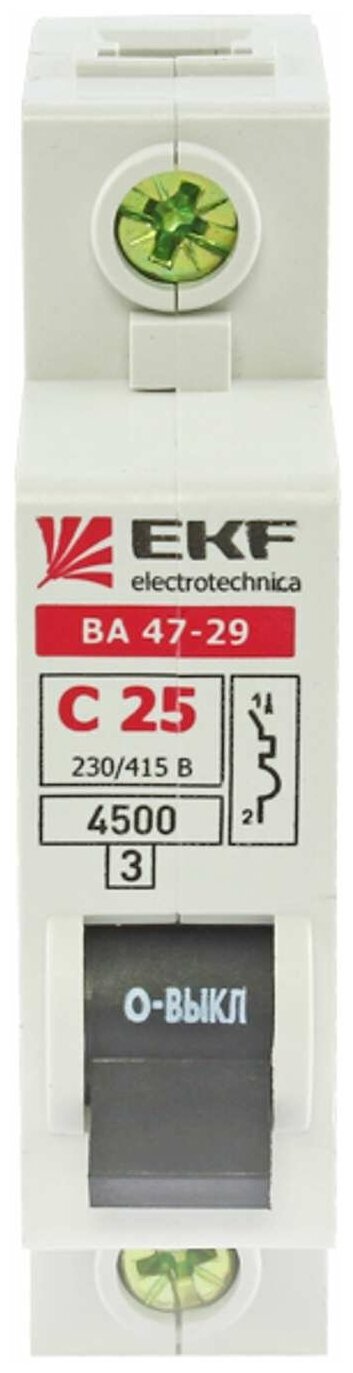 EKF
electrotechnica
ВА 47-29
C 25
230/415 В
1
2
4500
3
О-ВЫКЛ